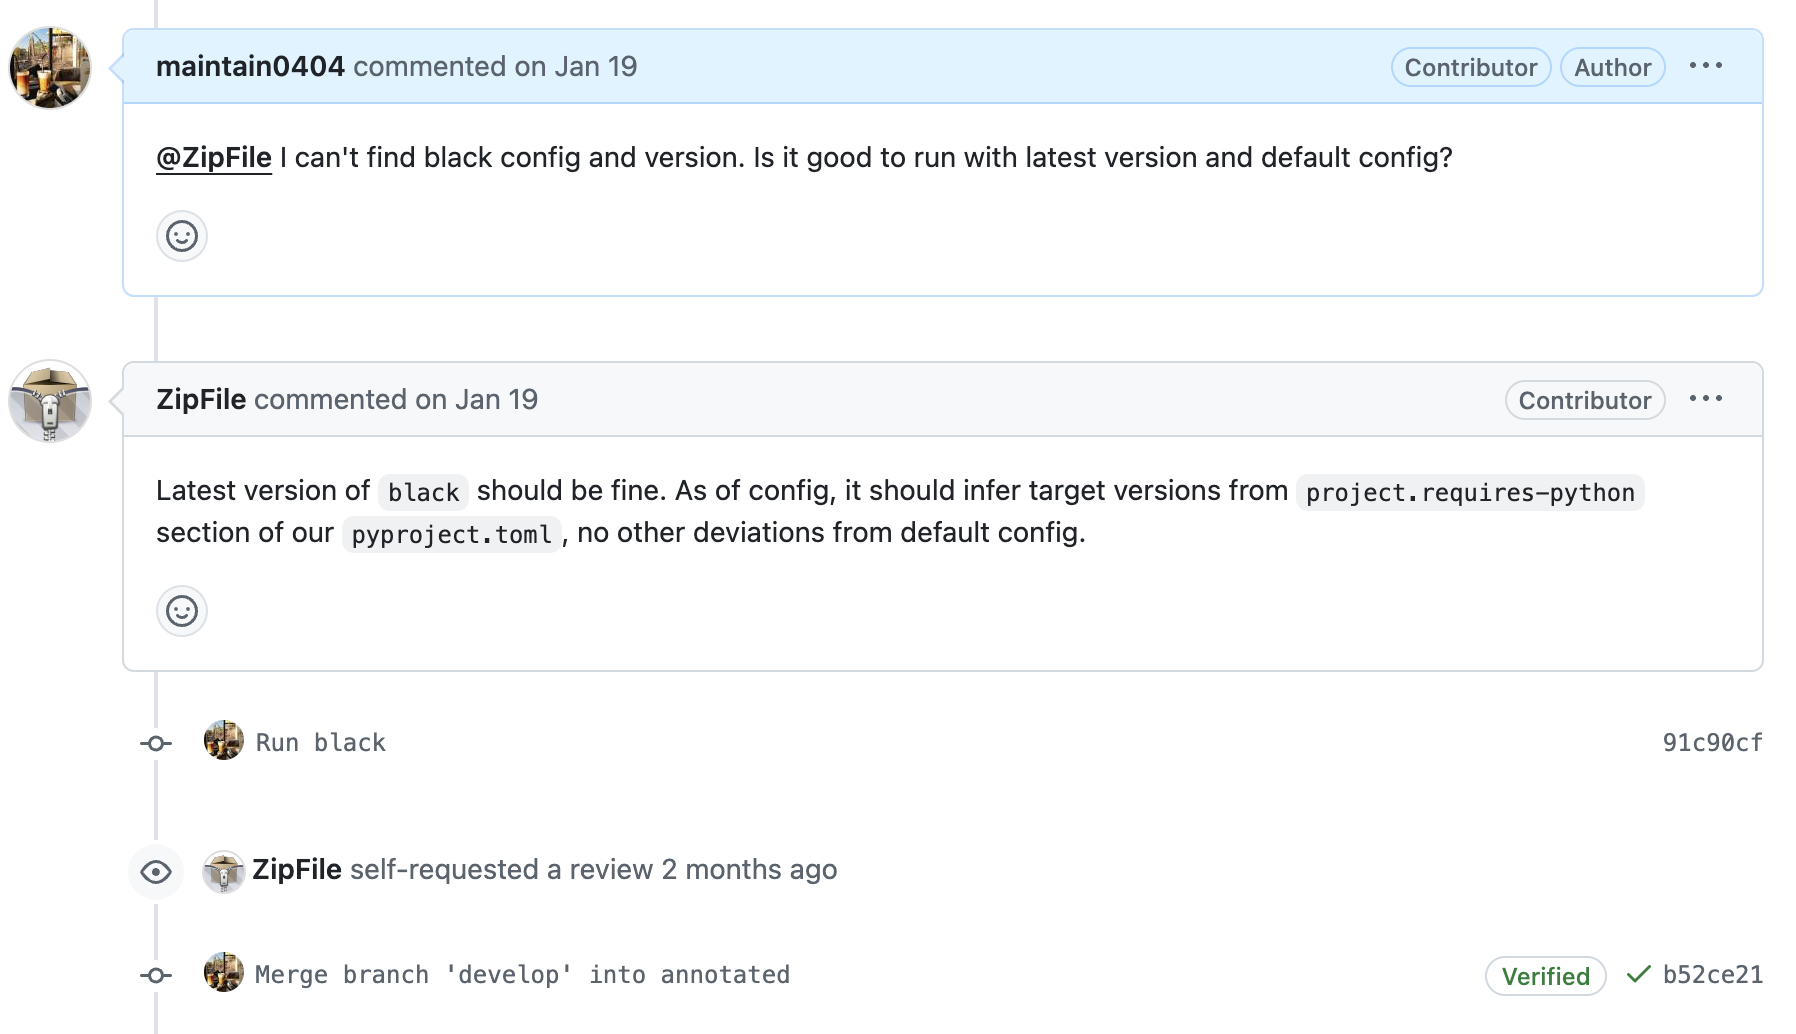 maintain0404 commented on Jan 19 Contributor Author
@ZipFile I can't find black config and version. Is it good to run with latest version and default config?
ZipFile commented on Jan 19 Contributor
Latest version of black should be fine. As of config, it should infer target versions from project.requires-python
section of our pyproject.toml, no other deviations from default config.
Run black 91c90cf
ZipFile self-requested a review 2 months ago
Merge branch 'develop' into annotated Verified b52ce21